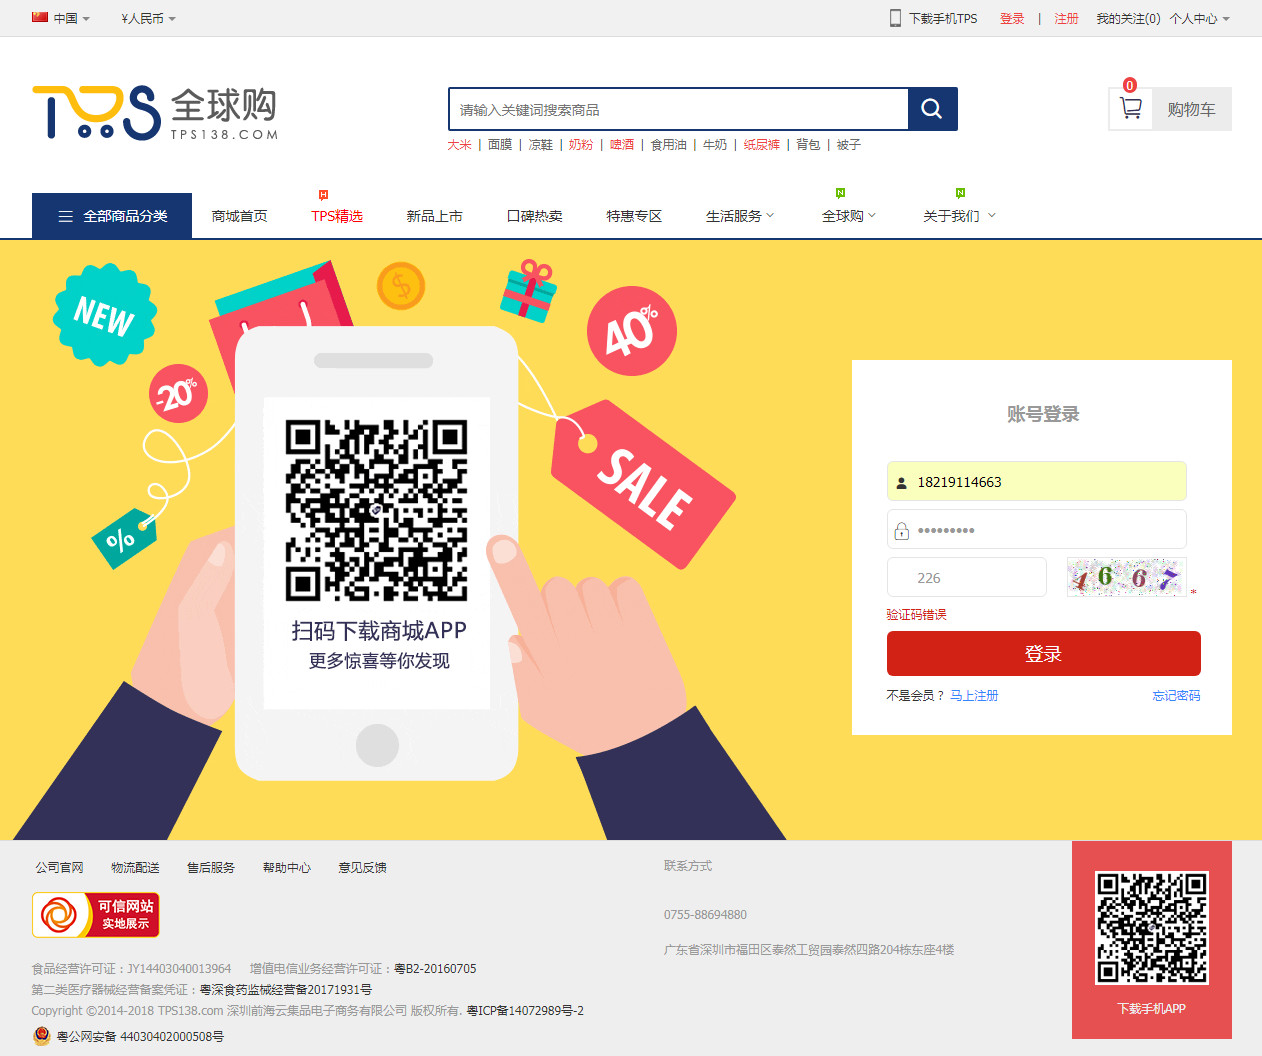 中国 ¥人民币 下载手机TPS 登录 | 注册 我的关注(0) 个人中心
TPS 全球购
TPS138.COM
请输入关键词搜索商品
0
购物车
大米 | 面膜 | 凉鞋 | 奶粉 | 啤酒 | 食用油 | 牛奶 | 纸尿裤 | 背包 | 被子
H N N
全部商品分类 商城首页 TPS精选 新品上市 口碑热卖 特惠专区 生活服务 全球购 关于我们
NEW
$
40%
-20%
SALE
%
扫码下载商城APP
更多惊喜等你发现
账号登录
18219114663
•••••••••
226
4667
*
验证码错误
登录
不是会员？ 马上注册 忘记密码
公司官网 物流配送 售后服务 帮助中心 意见反馈
可信网站
实地展示
食品经营许可证：JY14403040013964 增值电信业务经营许可证：粤B2-20160705
第二类医疗器械经营备案凭证：粤深食药监械经营备20171931号
Copyright ©2014-2018 TPS138.com 深圳前海云集品电子商务有限公司 版权所有. 粤ICP备14072989号-2
粤公网安备 44030402000508号
联系方式
0755-88694880
广东省深圳市福田区泰然工贸园泰然四路204栋东座4楼
下载手机APP